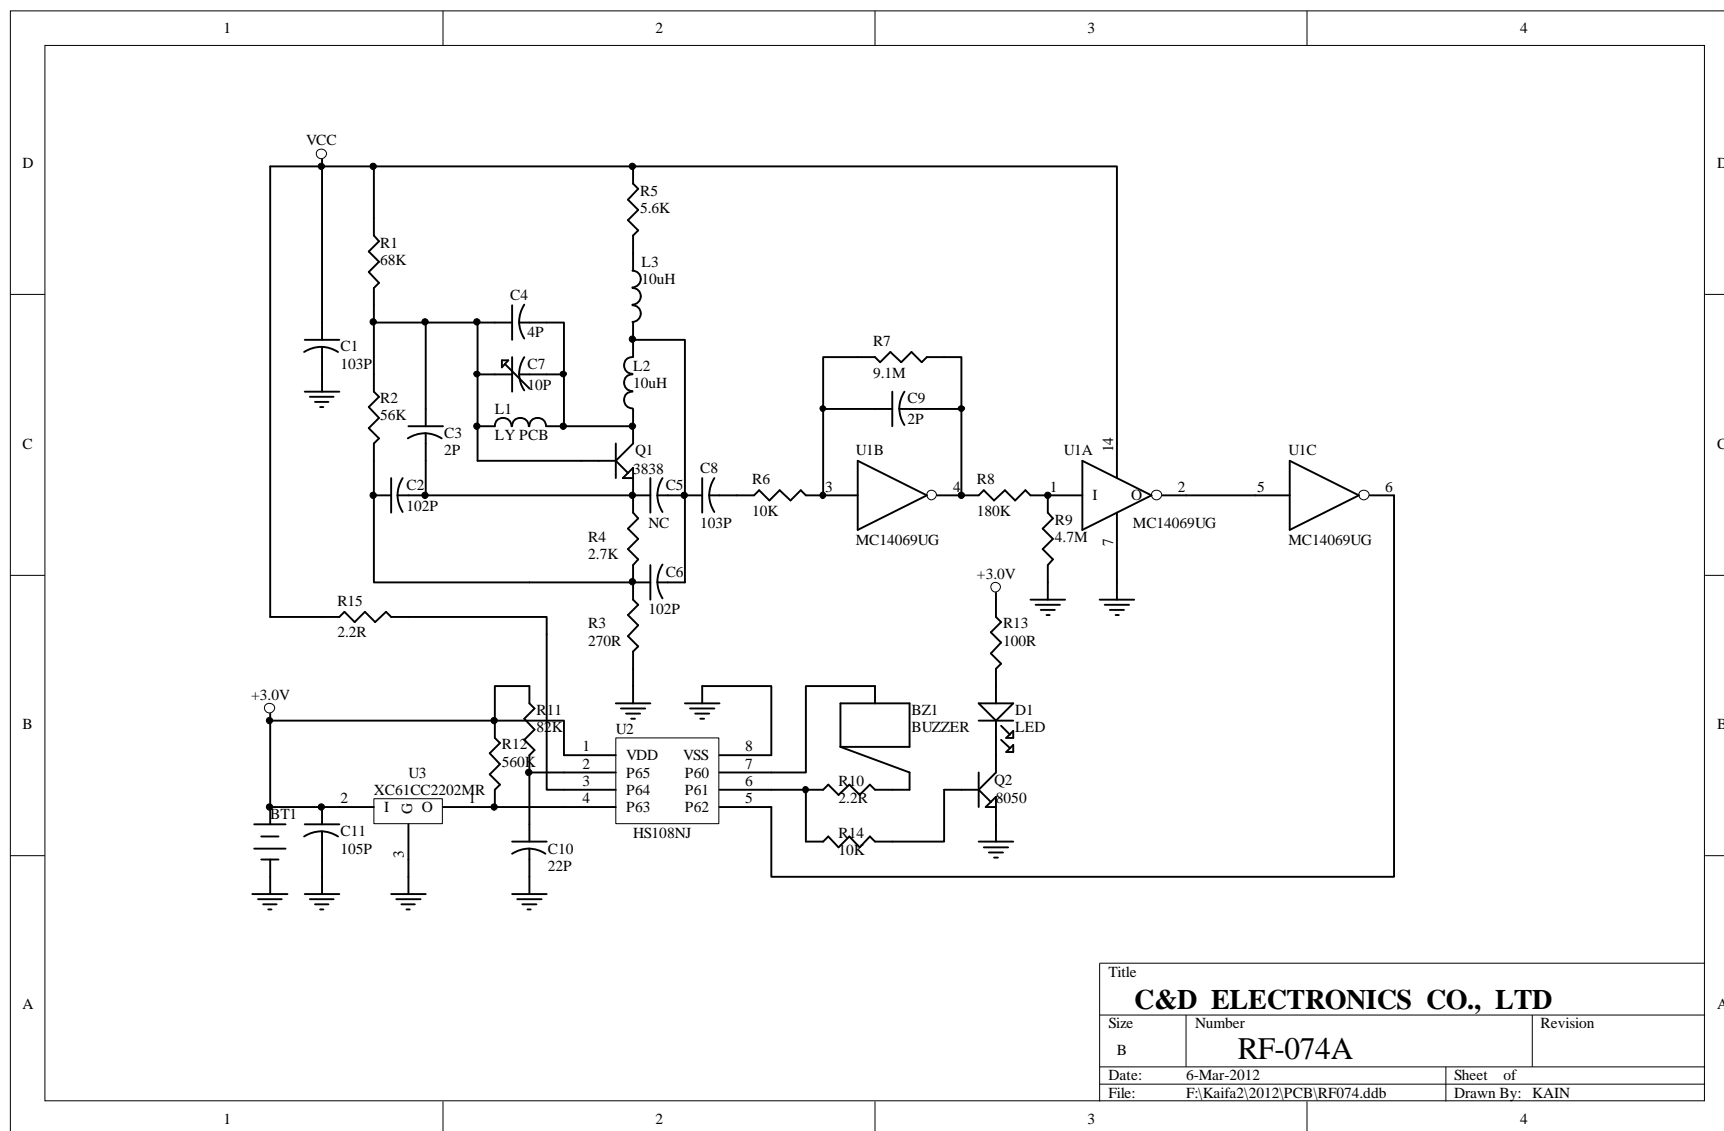 1 2 3 4
D D
C C
B B
A A
VCC
R1
68K
C1
103P
R2
56K
C3
2P
C2
102P
C4
4P
C7
10P
L1
LY PCB
R5
5.6K
L3
10uH
L2
10uH
Q1
3838
C5
NC
C8
103P
R4
2.7K
C6
102P
R3
270R
R6
10K
R7
9.1M
C9
2P
U1B
3 4
MC14069UG
R8
180K
R9
4.7M
U1A
14
1 I O 2
7
MC14069UG
U1C
5 6
MC14069UG
R15
2.2R
+3.0V
R11
82K
R12
560K
U3
XC61CC2202MR
2 I G O 1
3
BT1
C11
105P
C10
22P
U2
1 VDD VSS 8
2 P65 P60 7
3 P64 P61 6
4 P63 P62 5
HS108NJ
BZ1
BUZZER
R10
2.2R
R14
10K
+3.0V
R13
100R
D1
LED
Q2
8050
Title
C&D ELECTRONICS CO., LTD
Size Number Revision
B RF-074A
Date: 6-Mar-2012 Sheet of
File: F:\Kaifa2\2012\PCB\RF074.ddb Drawn By: KAIN
1 2 3 4